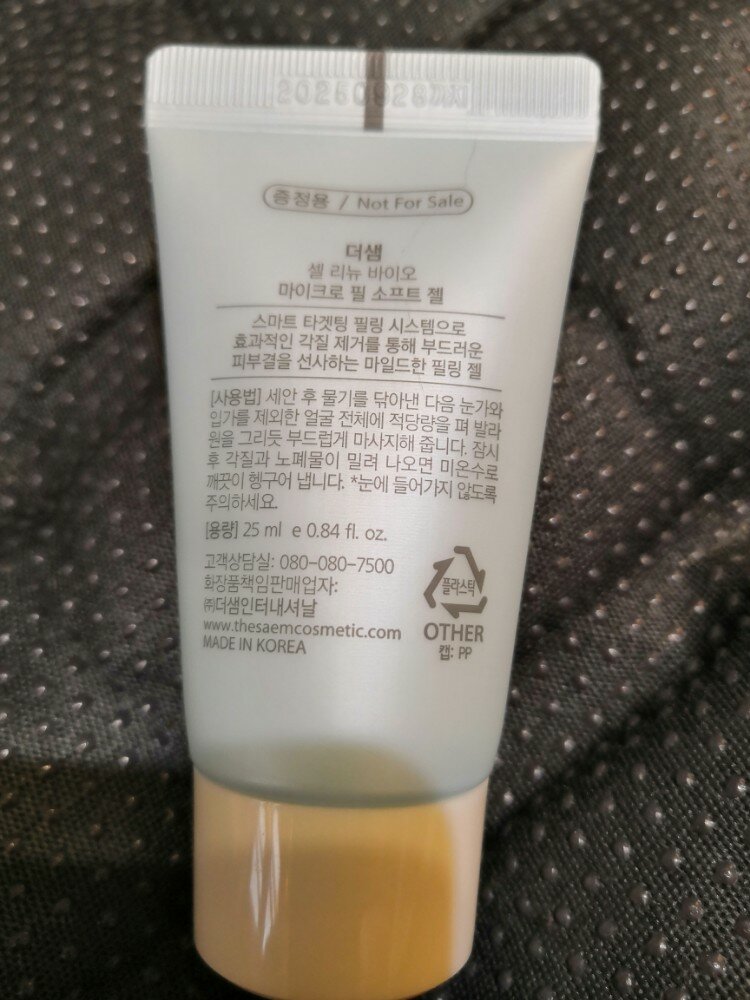 20260928까지
증정용 / Not For Sale
더샘
셀 리뉴 바이오
마이크로 필 소프트 젤
스마트 타겟팅 필링 시스템으로
효과적인 각질 제거를 통해 부드러운
피부결을 선사하는 마일드한 필링 젤
[사용법] 세안 후 물기를 닦아낸 다음 눈가와
입가를 제외한 얼굴 전체에 적당량을 펴 발라
원을 그리듯 부드럽게 마사지해 줍니다. 잠시
후 각질과 노폐물이 밀려 나오면 미온수로
깨끗이 헹구어 냅니다. *눈에 들어가지 않도록
주의하세요.
[용량] 25 ml e 0.84 fl. oz.
고객상담실: 080-080-7500
화장품책임판매업자:
㈜더샘인터내셔날
www.thesaemcosmetic.com
MADE IN KOREA
플라스틱
OTHER
캡: PP